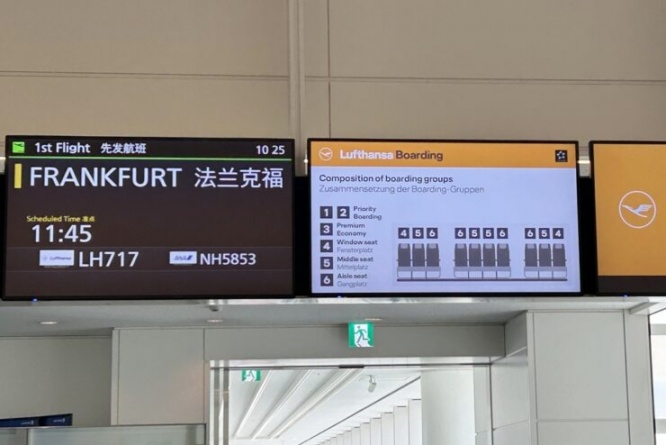 1st Flight 先发航班 10 25
FRANKFURT 法兰克福
Scheduled Time 准点
11:45
Lufthansa LH717 ANA NH5853
Lufthansa Boarding
Composition of boarding groups
Zusammensetzung der Boarding-Gruppen
1 2 Priority Boarding
3 Premium Economy
4 Window seat
Fensterplatz
5 Middle seat
Mittelplatz
6 Aisle seat
Gangplatz
4 5 6 6 5 5 6 6 5 4